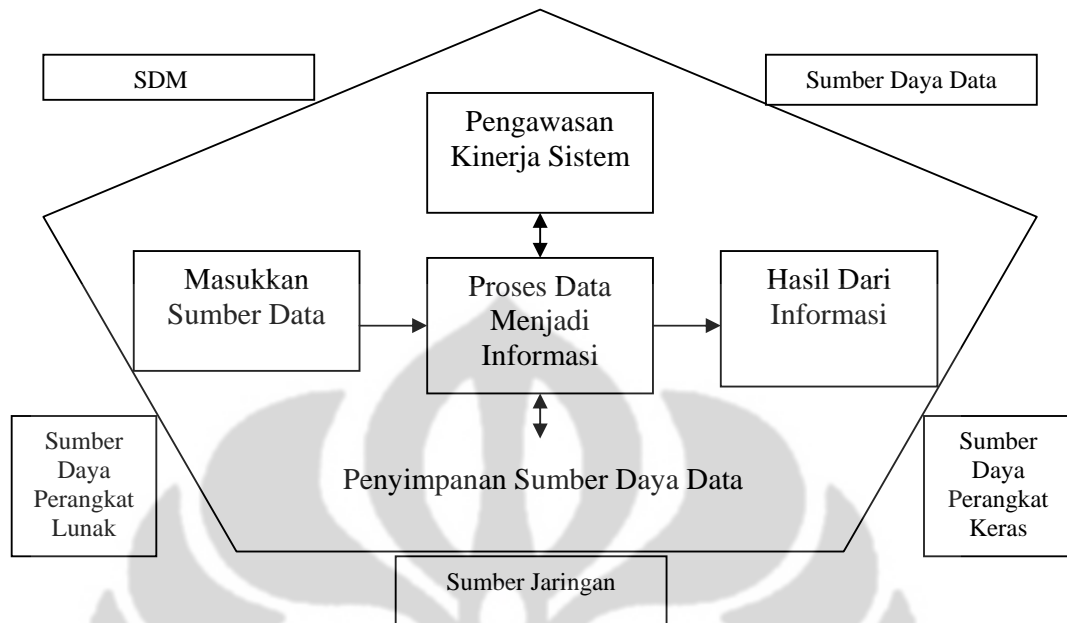 SDM
Sumber Daya Data
Pengawasan
Kinerja Sistem
Masukkan
Sumber Data
Proses Data
Menjadi
Informasi
Hasil Dari
Informasi
Sumber
Daya
Perangkat
Lunak
Penyimpanan Sumber Daya Data
Sumber
Daya
Perangkat
Keras
Sumber Jaringan